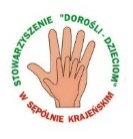 STOWARZYSZENIE "DOROŚLI - DZIECIOM"
W SĘPÓLNIE KRAJEŃSKIM